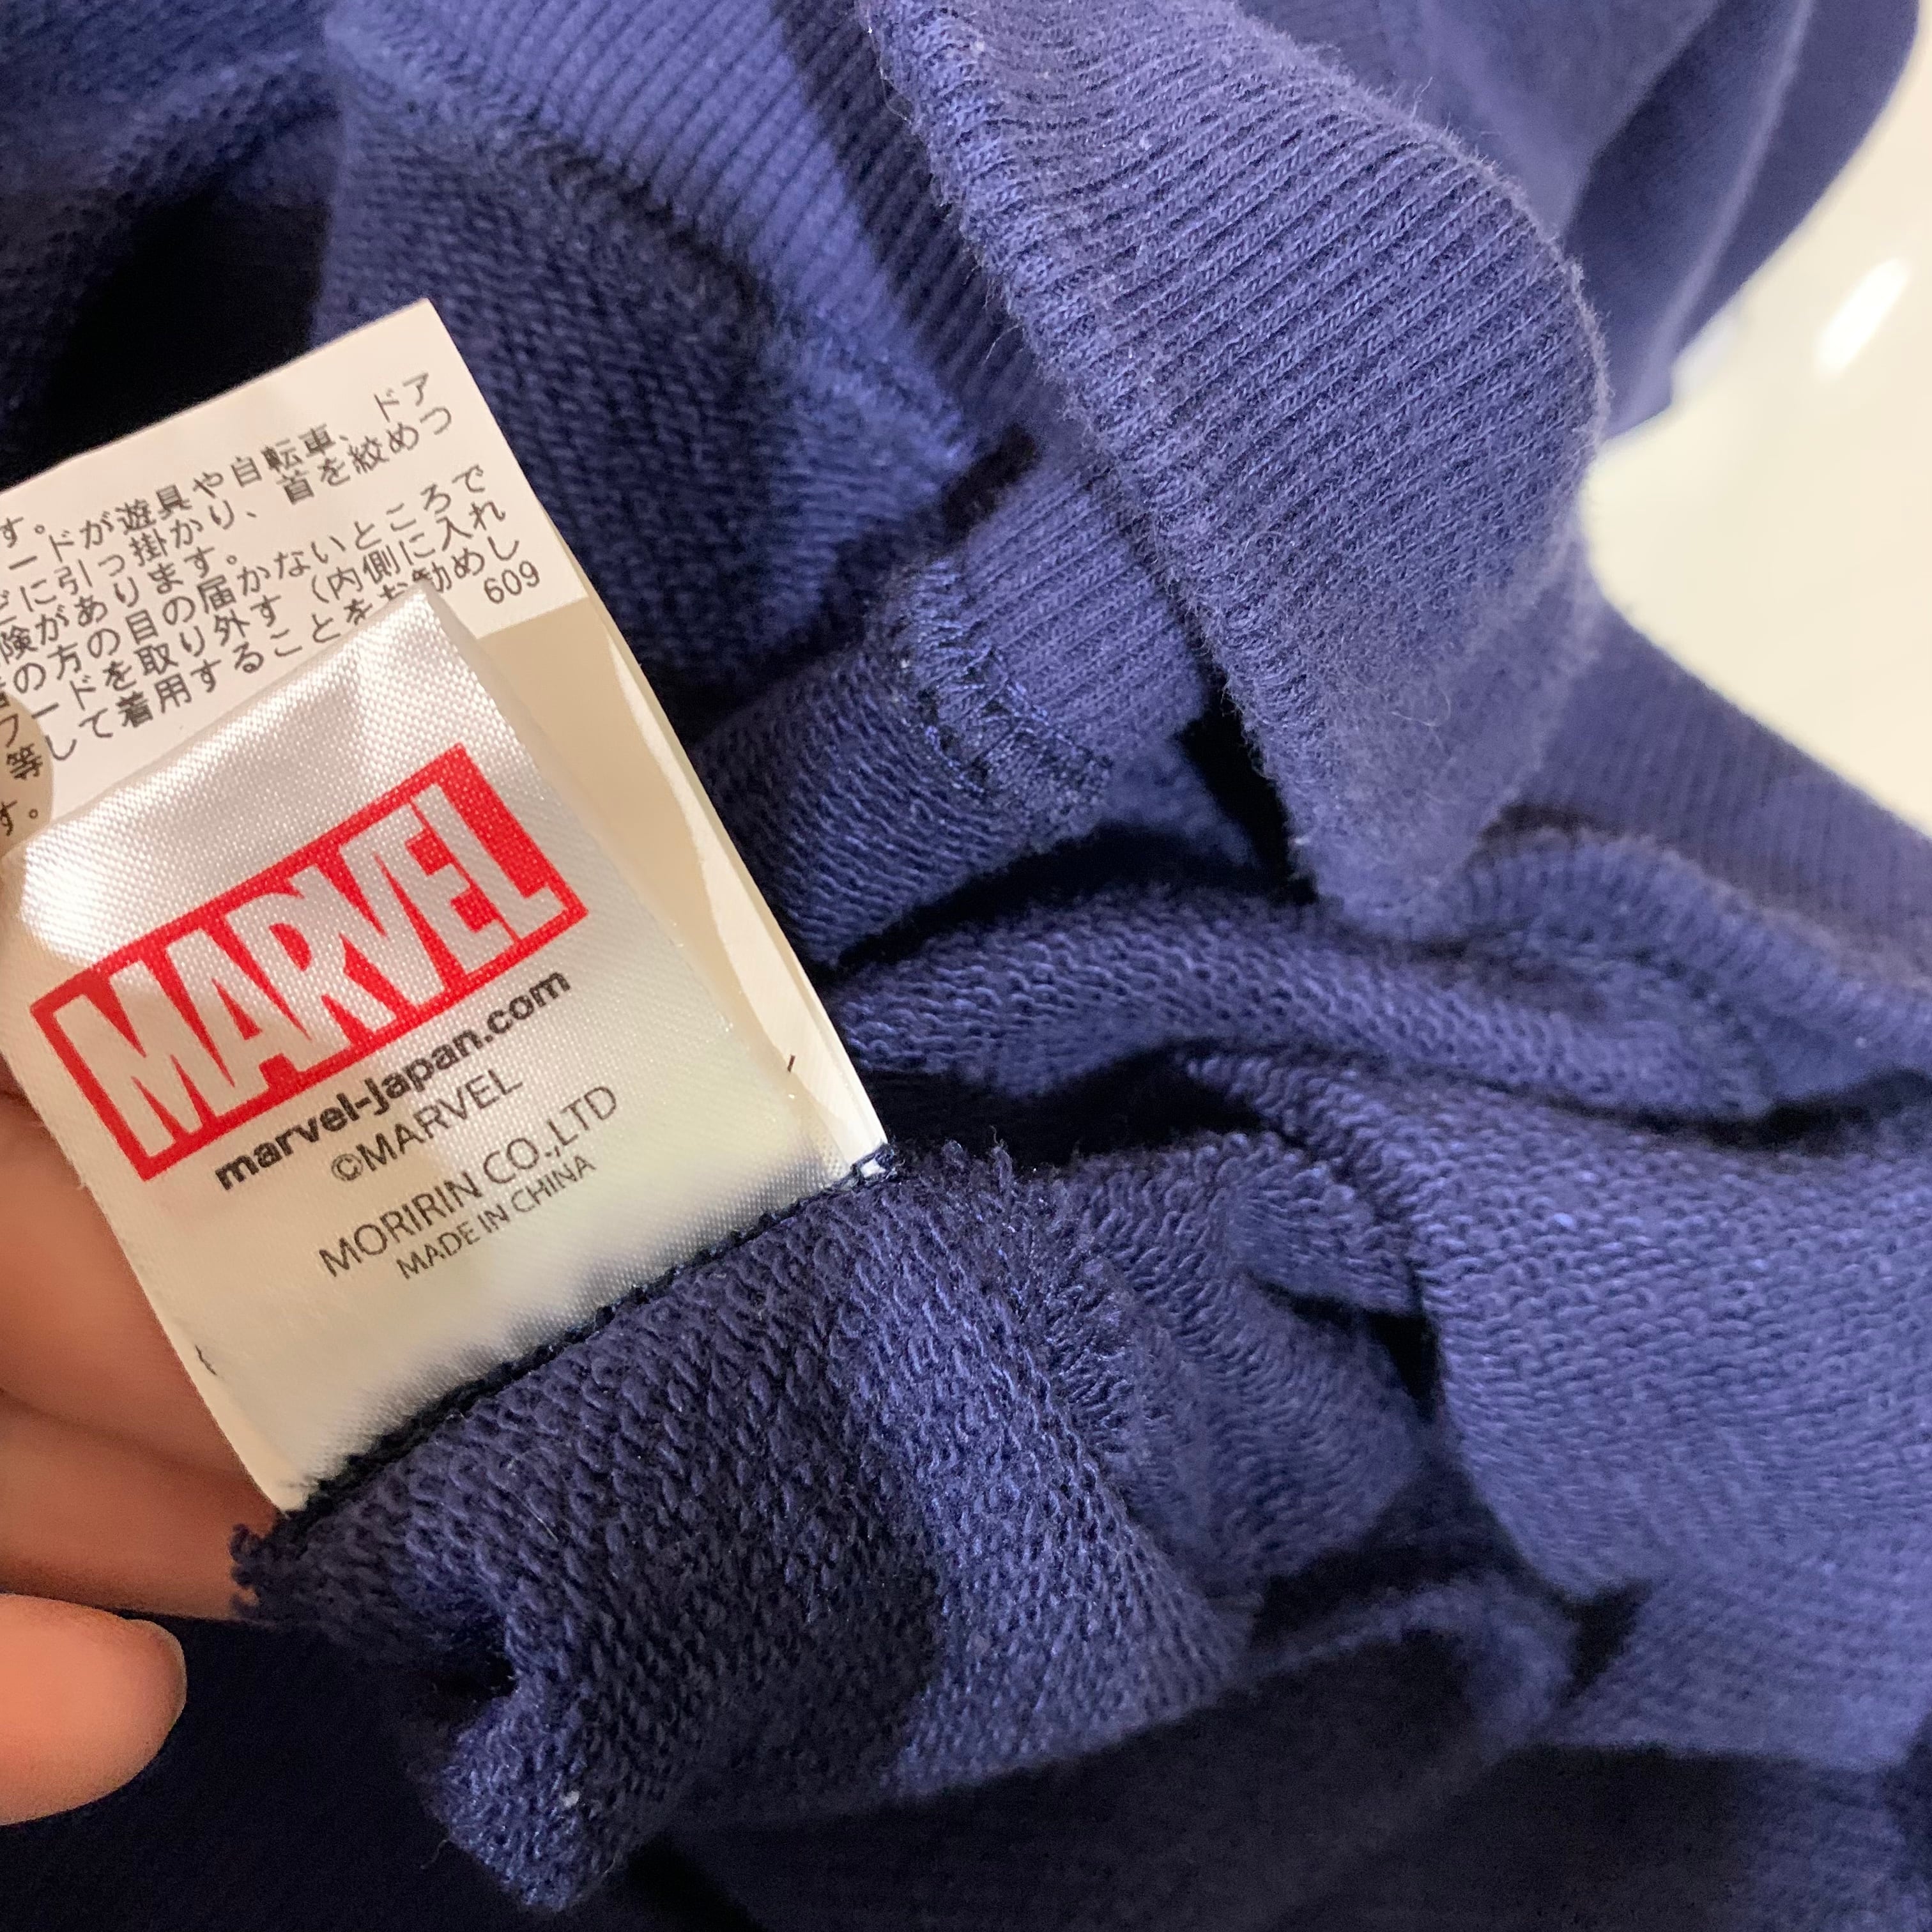 す。
ードが遊具や自転車、ドア
に引っ掛かり、首を絞めつ
険があります。
の方の目の届かないところで
フードを取り外す（内側に入れ
等して着用することをお勧めし
す。
609
MARVEL
marvel-japan.com
©MARVEL
MORIRIN CO.,LTD
MADE IN CHINA